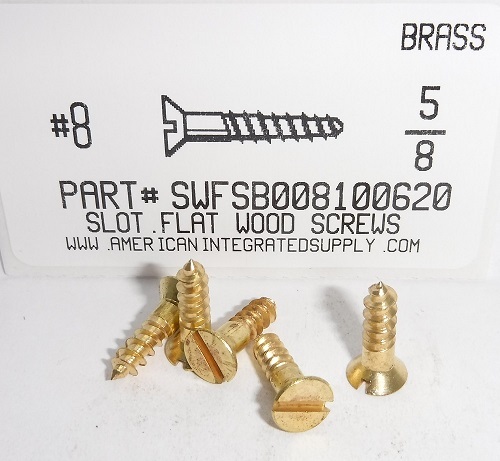 BRASS
#8
5/8
PART# SWFSB008100620
SLOT .FLAT WOOD SCREWS
WWW .AMERICANINTEGRATEDSUPPLY .COM